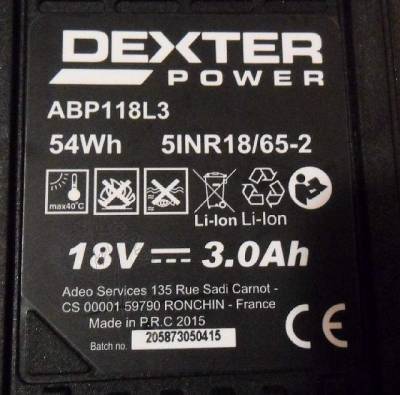 DEXTER
POWER
ABP118L3
54Wh 5INR18/65-2
max40°C
Li-Ion Li-Ion
18V 3.0Ah
Adeo Services 135 Rue Sadi Carnot -
CS 00001 59790 RONCHIN - France
Made in P.R.C 2015
Batch no. 205873050415
CE